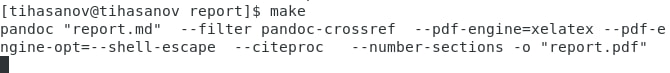 [tihasanov@tihasanov report]$ make
pandoc "report.md"  --filter pandoc-crossref  --pdf-engine=xelatex --pdf-e
ngine-opt=--shell-escape  --citeproc   --number-sections -o "report.pdf"